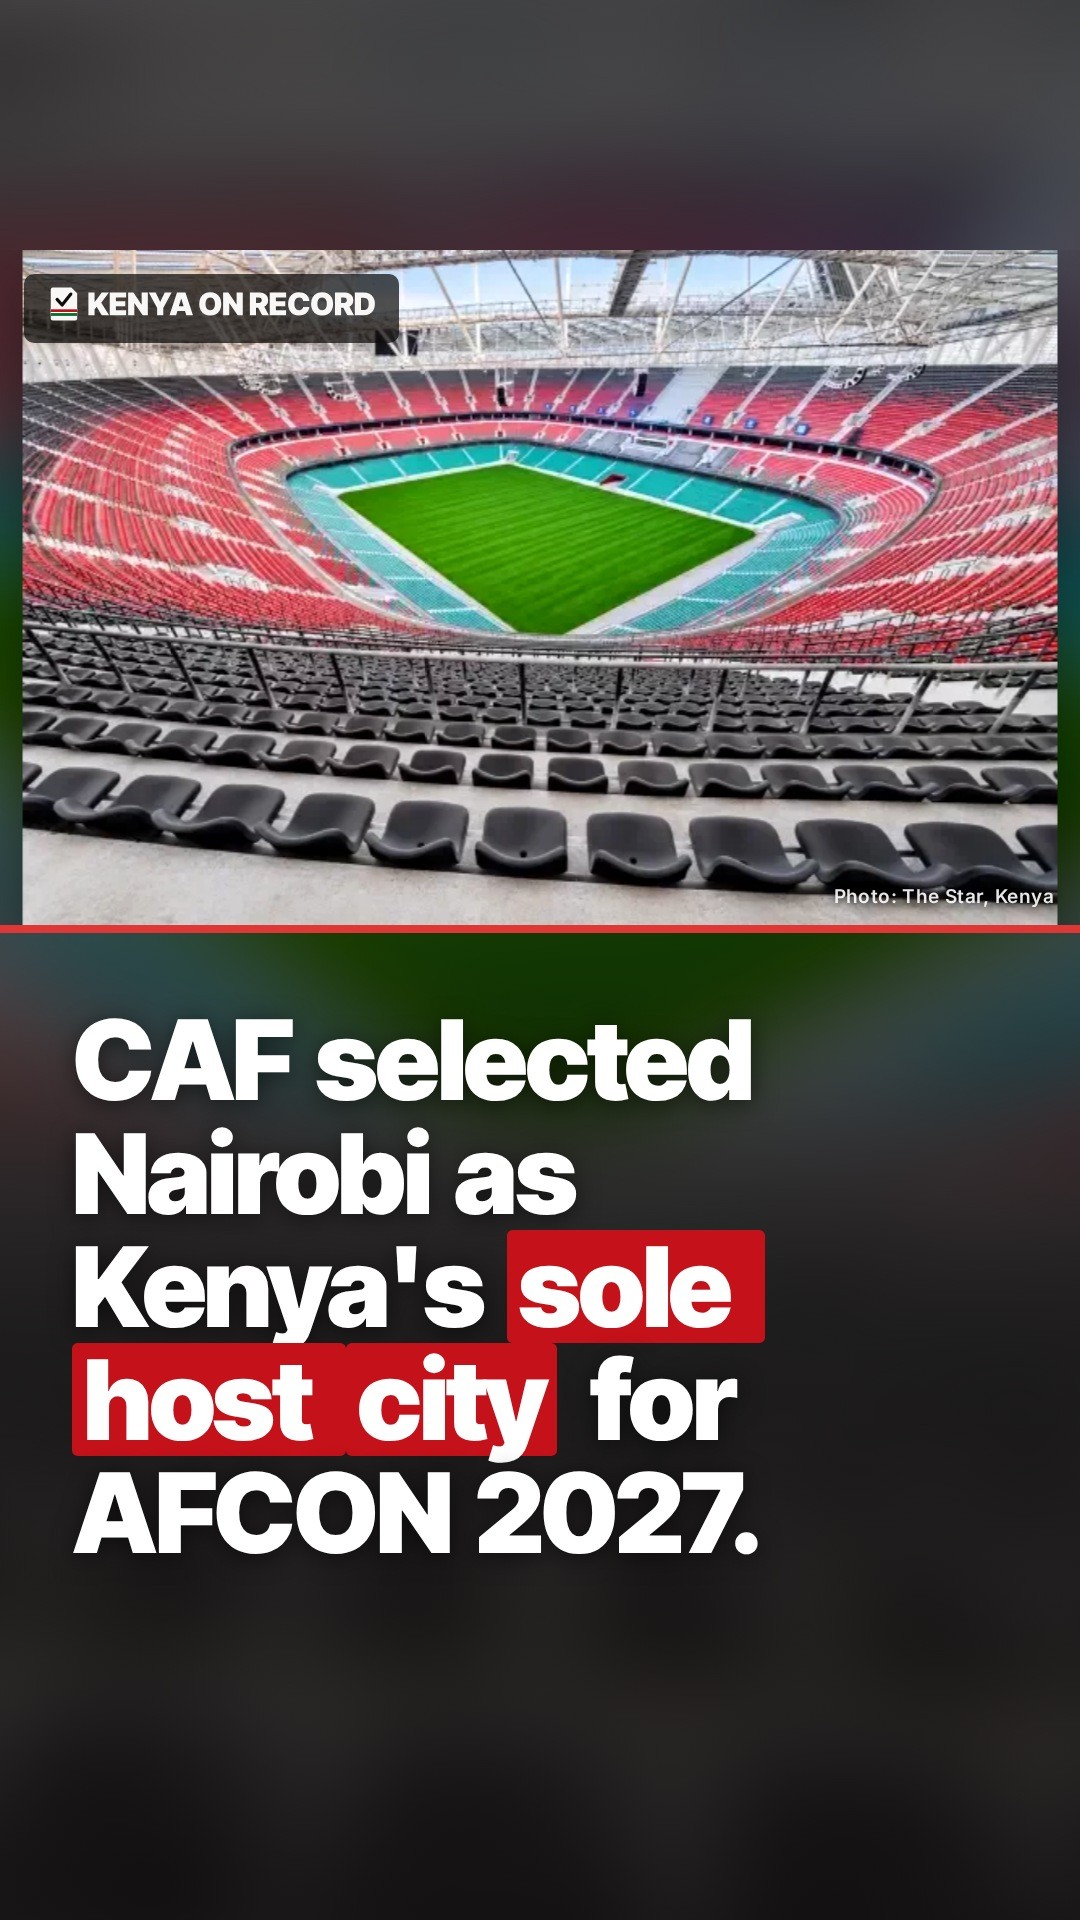 KENYA ON RECORD
Photo: The Star, Kenya
CAF selected
Nairobi as
Kenya's sole
host city for
AFCON 2027.